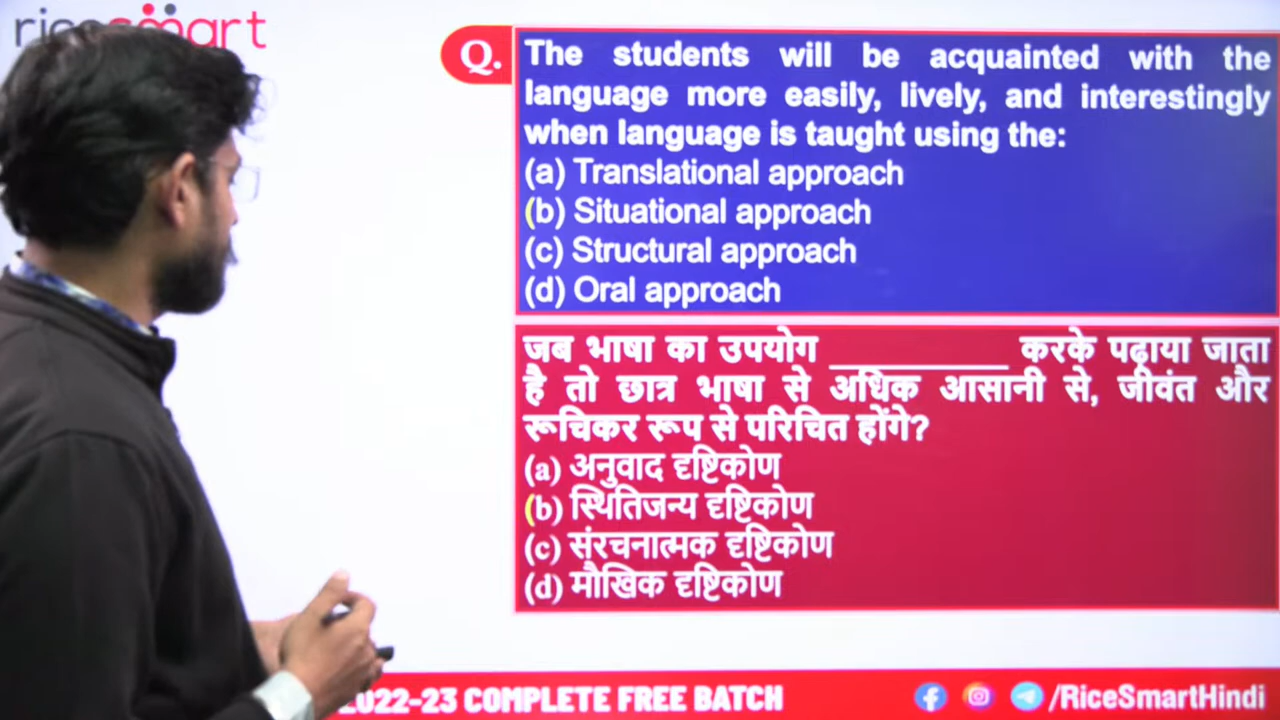 ricesmart
Q. The students will be acquainted with the
language more easily, lively, and interestingly
when language is taught using the:
(a) Translational approach
(b) Situational approach
(c) Structural approach
(d) Oral approach
जब भाषा का उपयोग __________ करके पढ़ाया जाता
है तो छात्र भाषा से अधिक आसानी से, जीवंत और
रूचिकर रूप से परिचित होंगे?
(a) अनुवाद दृष्टिकोण
(b) स्थितिजन्य दृष्टिकोण
(c) संरचनात्मक दृष्टिकोण
(d) मौखिक दृष्टिकोण
2022-23 COMPLETE FREE BATCH
/RiceSmartHindi